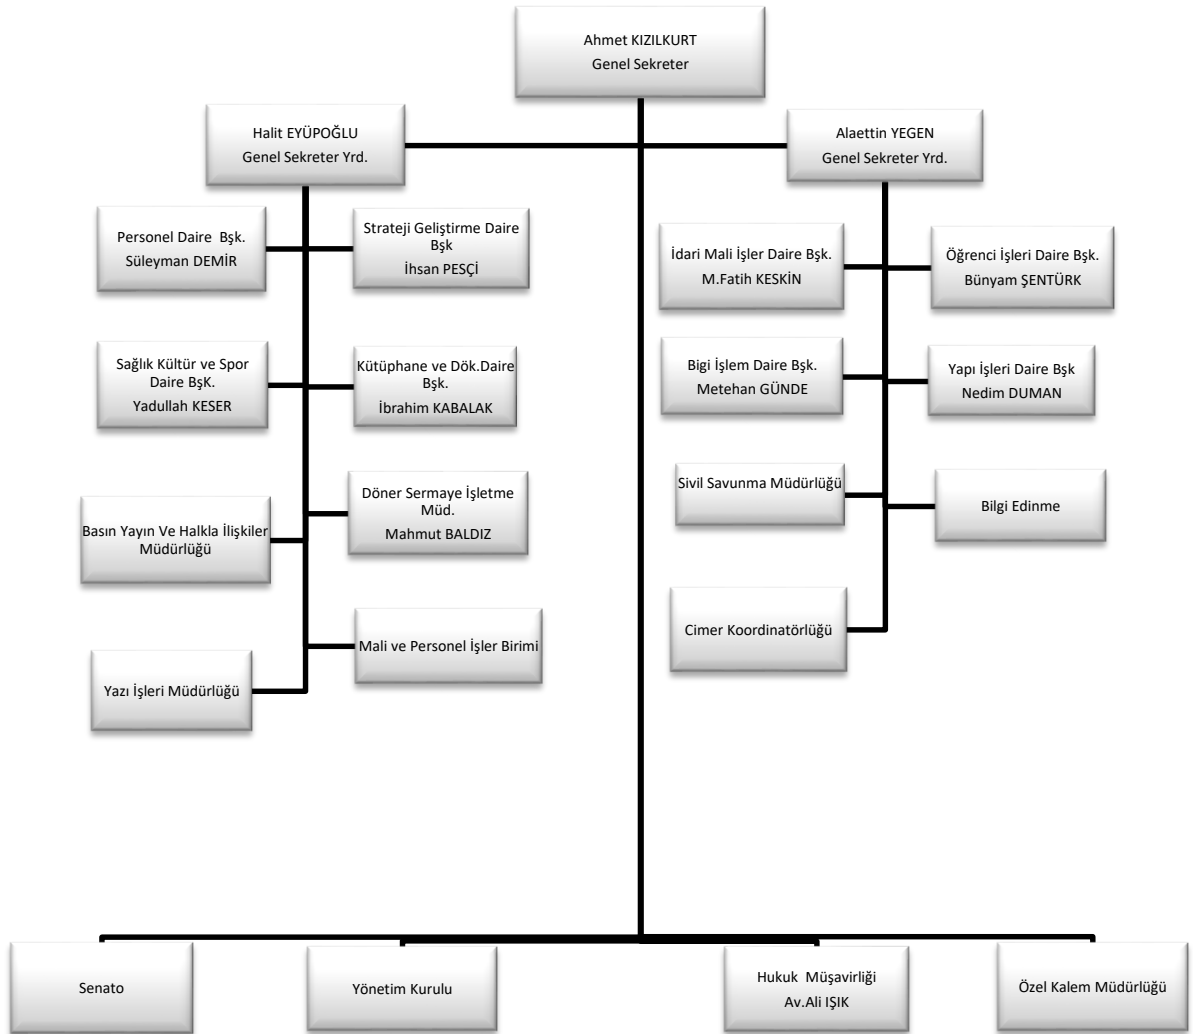 Ahmet KIZILKURT
Genel Sekreter
Halit EYÜPOĞLU
Genel Sekreter Yrd.
Alaettin YEGEN
Genel Sekreter Yrd.
Personel Daire Bşk.
Süleyman DEMİR
Strateji Geliştirme Daire
Bşk
İhsan PESÇİ
İdari Mali İşler Daire Bşk.
M.Fatih KESKİN
Öğrenci İşleri Daire Bşk.
Bünyam ŞENTÜRK
Sağlık Kültür ve Spor
Daire BşK.
Yadullah KESER
Kütüphane ve Dök.Daire
Bşk.
İbrahim KABALAK
Bigi İşlem Daire Bşk.
Metehan GÜNDE
Yapı İşleri Daire Bşk
Nedim DUMAN
Basın Yayın Ve Halkla İlişkiler
Müdürlüğü
Döner Sermaye İşletme
Müd.
Mahmut BALDIZ
Sivil Savunma Müdürlüğü
Bilgi Edinme
Yazı İşleri Müdürlüğü
Mali ve Personel İşler Birimi
Cimer Koordinatörlüğü
Senato
Yönetim Kurulu
Hukuk Müşavirliği
Av.Ali IŞIK
Özel Kalem Müdürlüğü